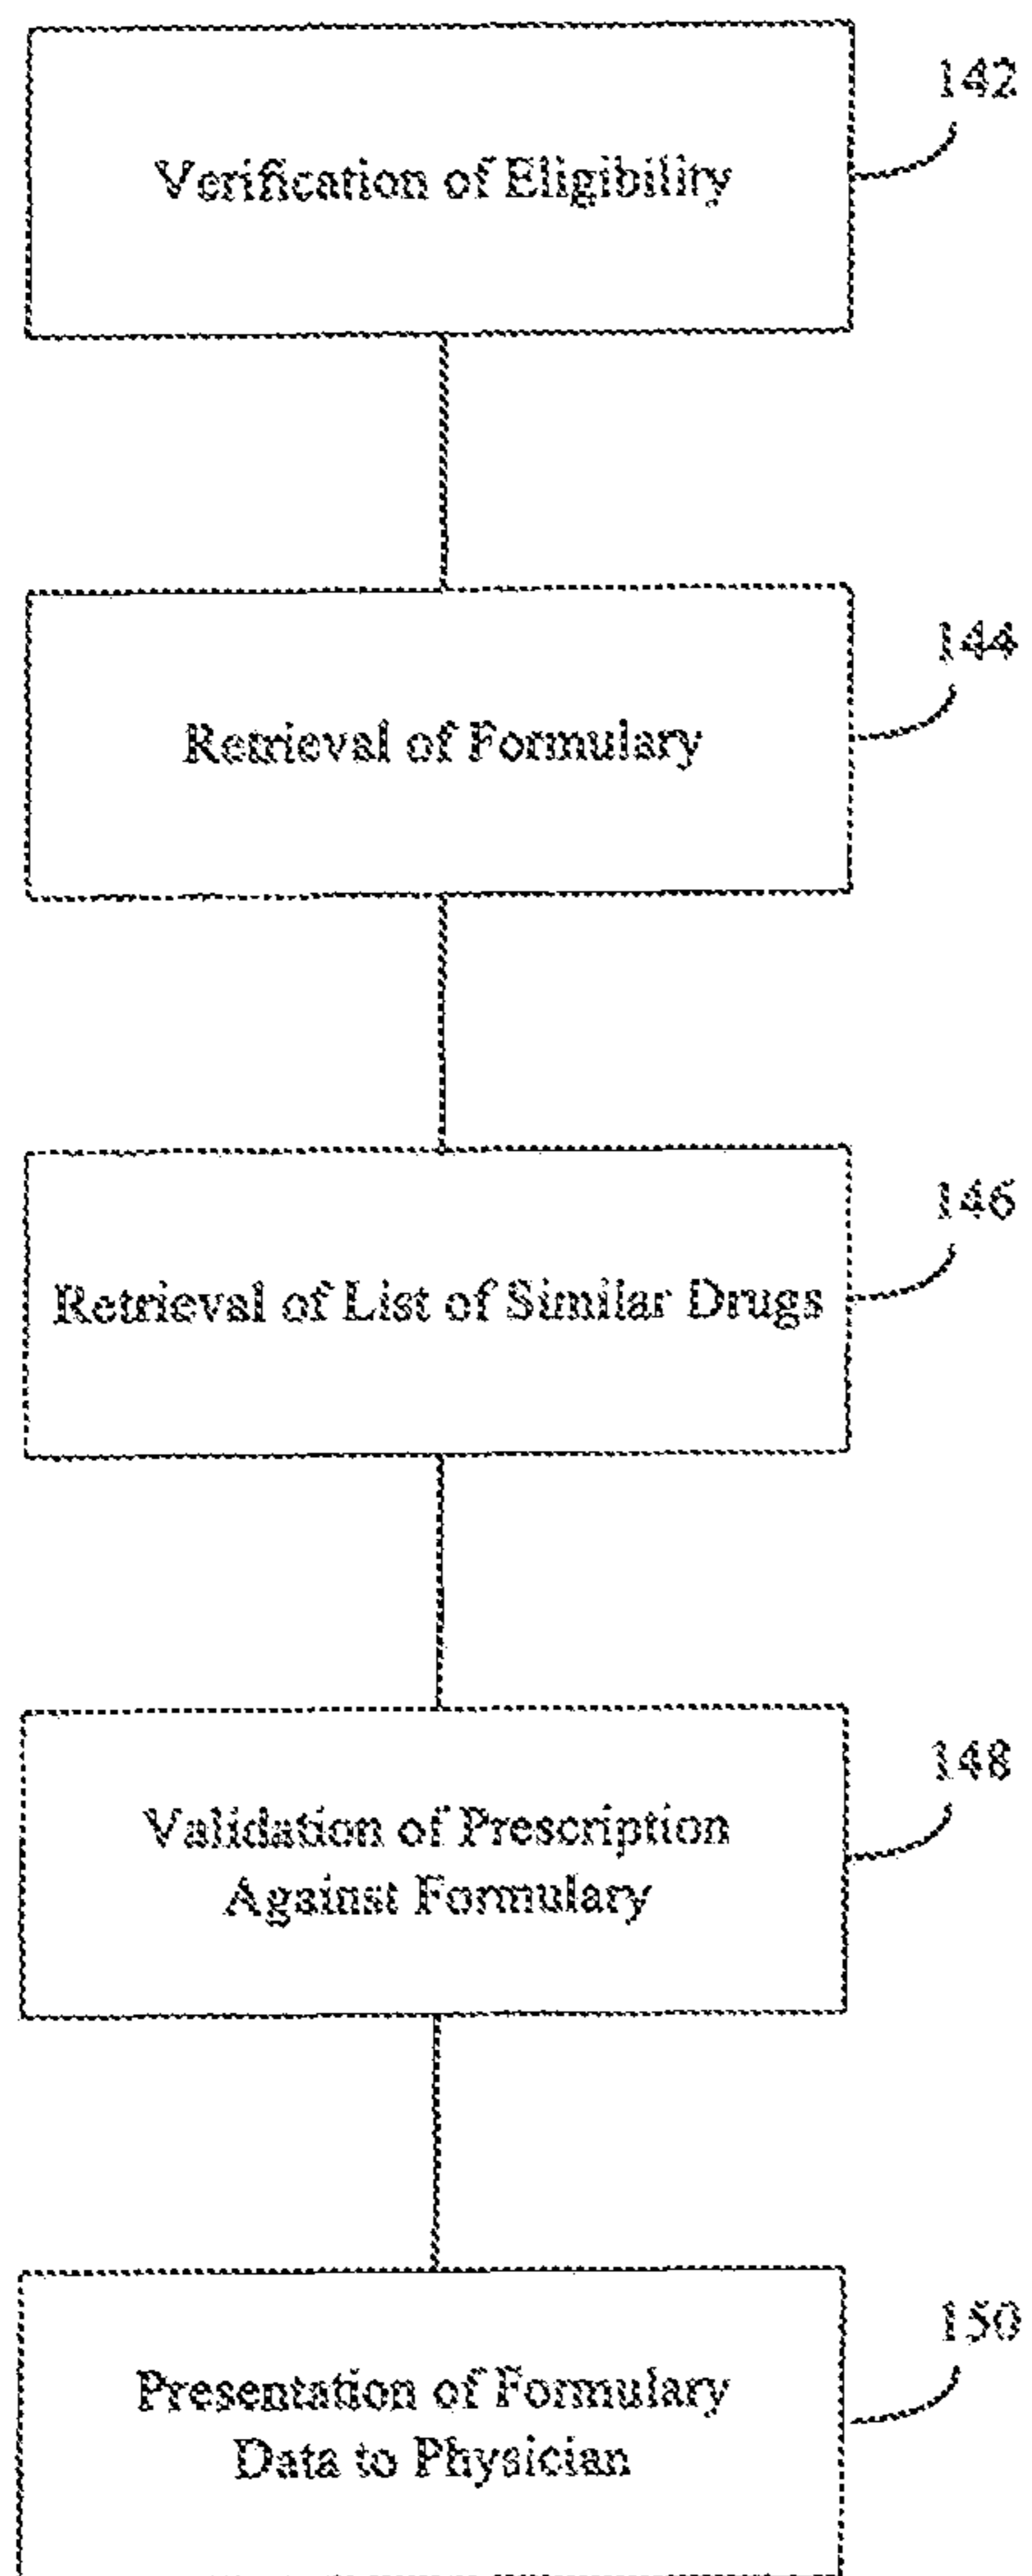 142
Verification of Eligibility
144
Retrieval of Formulary
146
Retrieval of List of Similar Drugs
148
Validation of Prescription
Against Formulary
150
Presentation of Formulary
Data to Physician